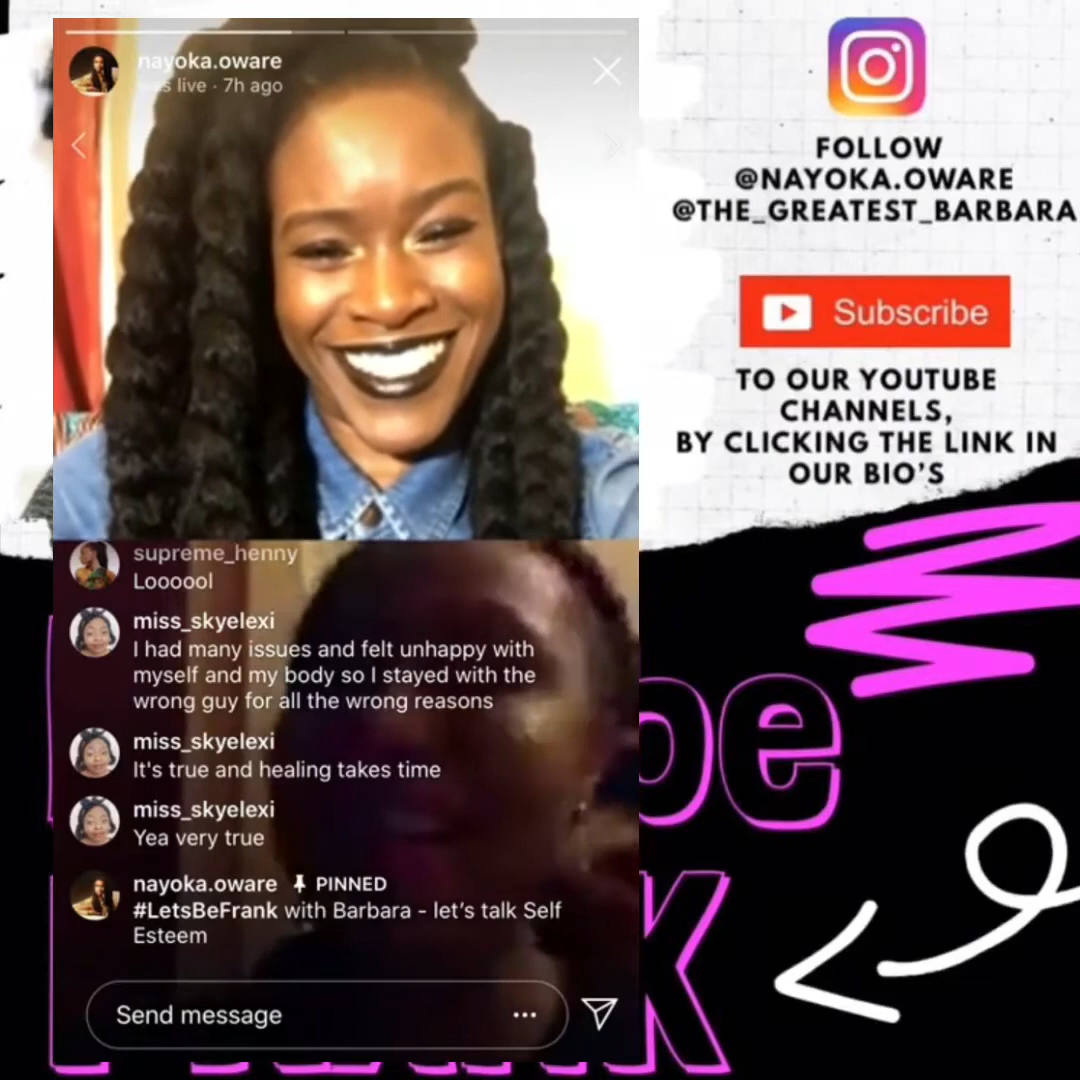 nayoka.oware
was live · 7h ago
FOLLOW
@NAYOKA.OWARE
@THE_GREATEST_BARBARA
Subscribe
TO OUR YOUTUBE
CHANNELS,
BY CLICKING THE LINK IN
OUR BIO'S
supreme_henny
Loooool
miss_skyelexi
I had many issues and felt unhappy with
myself and my body so I stayed with the
wrong guy for all the wrong reasons
miss_skyelexi
It's true and healing takes time
miss_skyelexi
Yea very true
nayoka.oware PINNED
#LetsBeFrank with Barbara - let's talk Self
Esteem
Send message
be